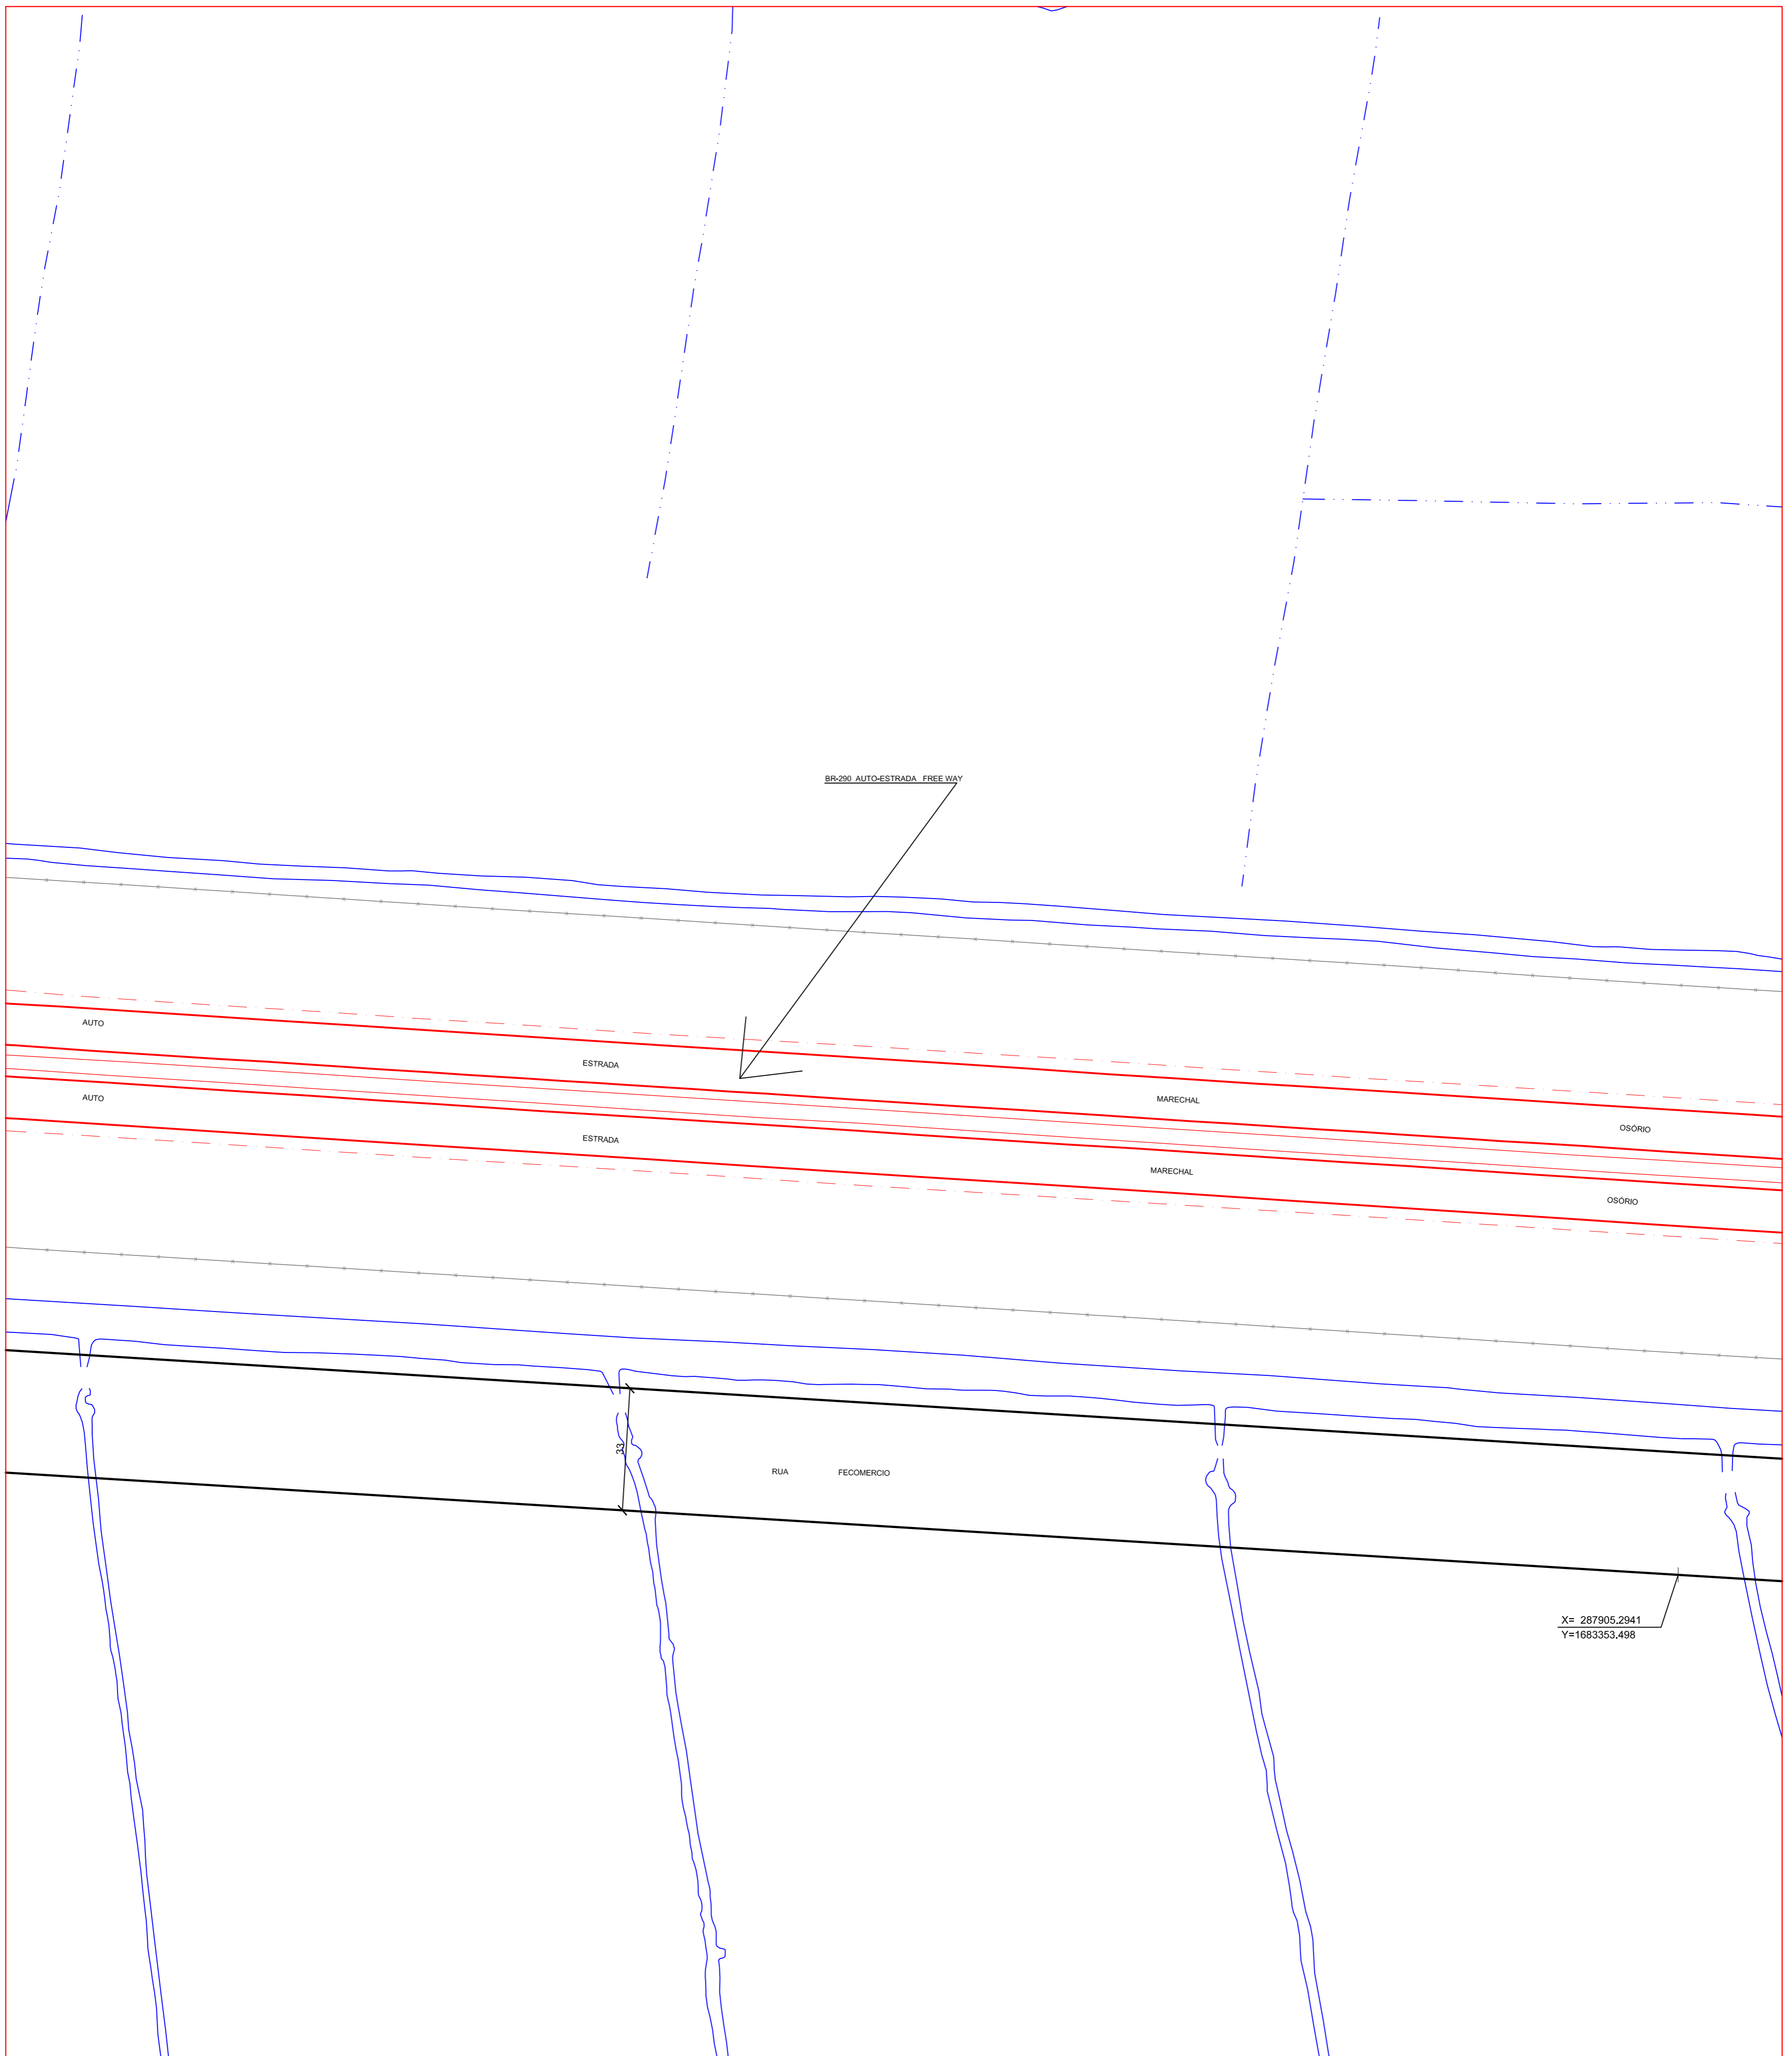 BR-290 AUTO-ESTRADA FREE WAY
AUTO
ESTRADA
MARECHAL
OSÓRIO
AUTO
ESTRADA
MARECHAL
OSÓRIO
33
RUA FECOMERCIO
X= 287905.2941
Y=1683353.498